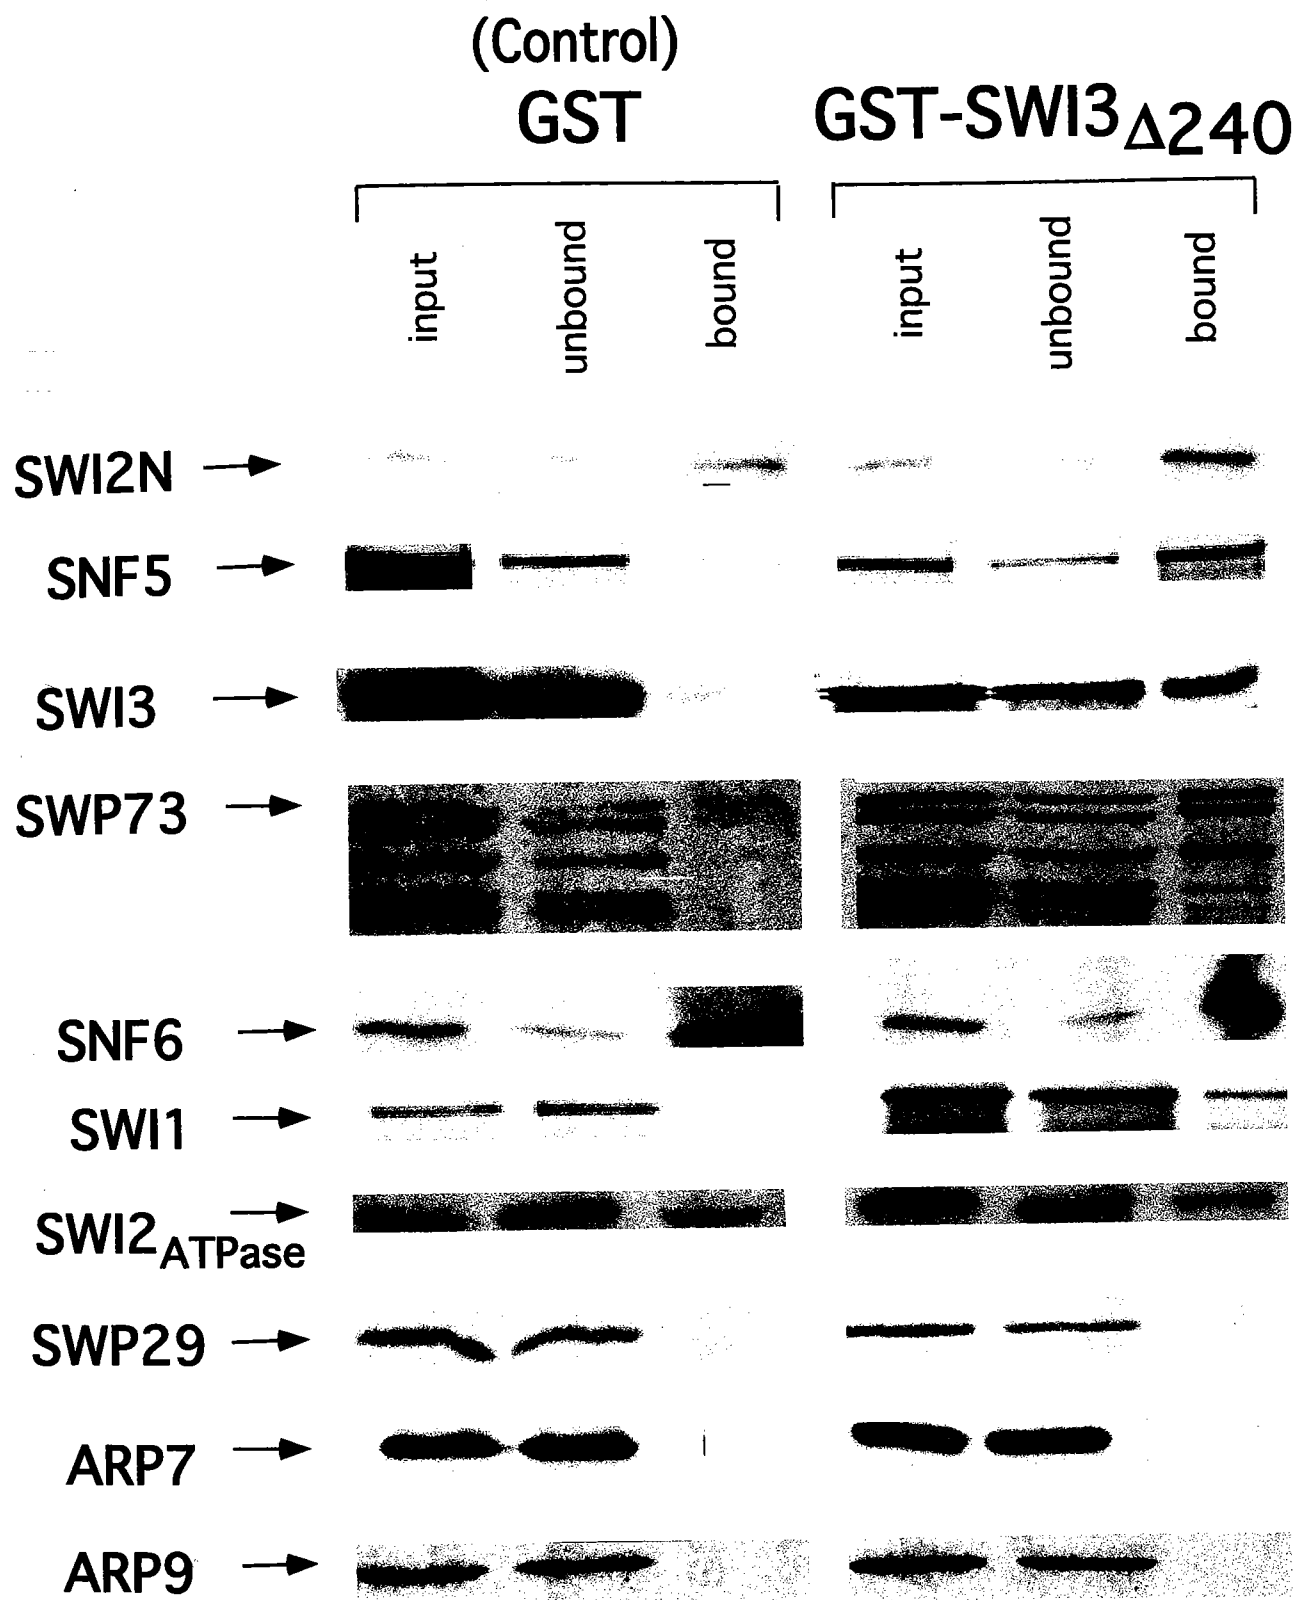 (Control)
GST
GST-SWI3Δ240
input
unbound
bound
input
unbound
bound
SWI2N
SNF5
SWI3
SWP73
SNF6
SWI1
SWI2ATPase
SWP29
ARP7
ARP9